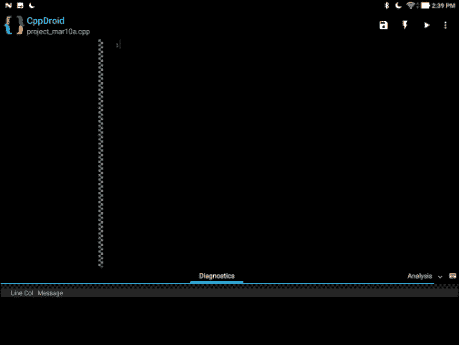 2:39 PM
CppDroid
project_mar10a.cpp
Diagnostics
Analysis
Line Col Message